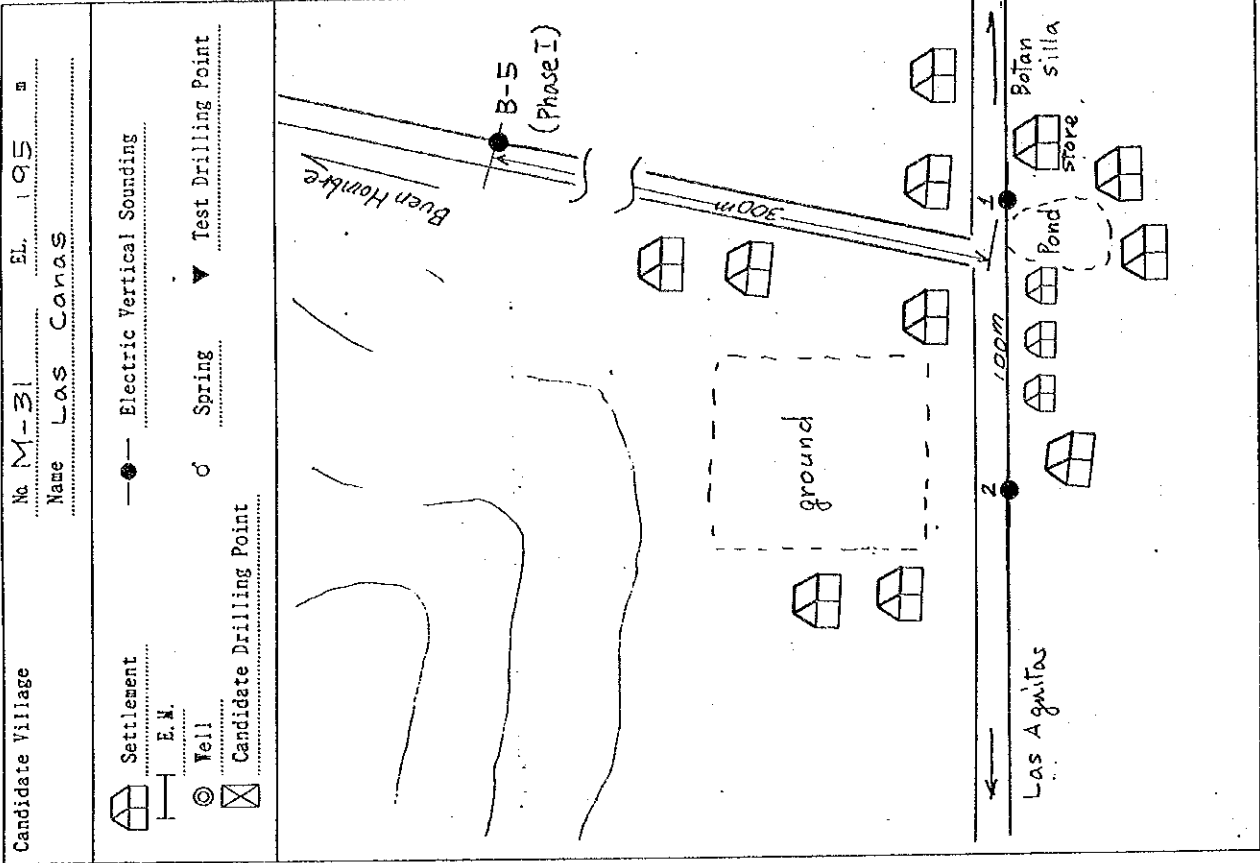 Candidate Village
No. M-31 EL. 195 m
Name Las Canas
Settlement
E.M.
Well
Candidate Drilling Point
Electric Vertical Sounding
Spring
Test Drilling Point
Buen Hombre
B-5
(Phase I)
300m
ground
2
100m
1
Pond
store
Botan
silla
Las Aguitas